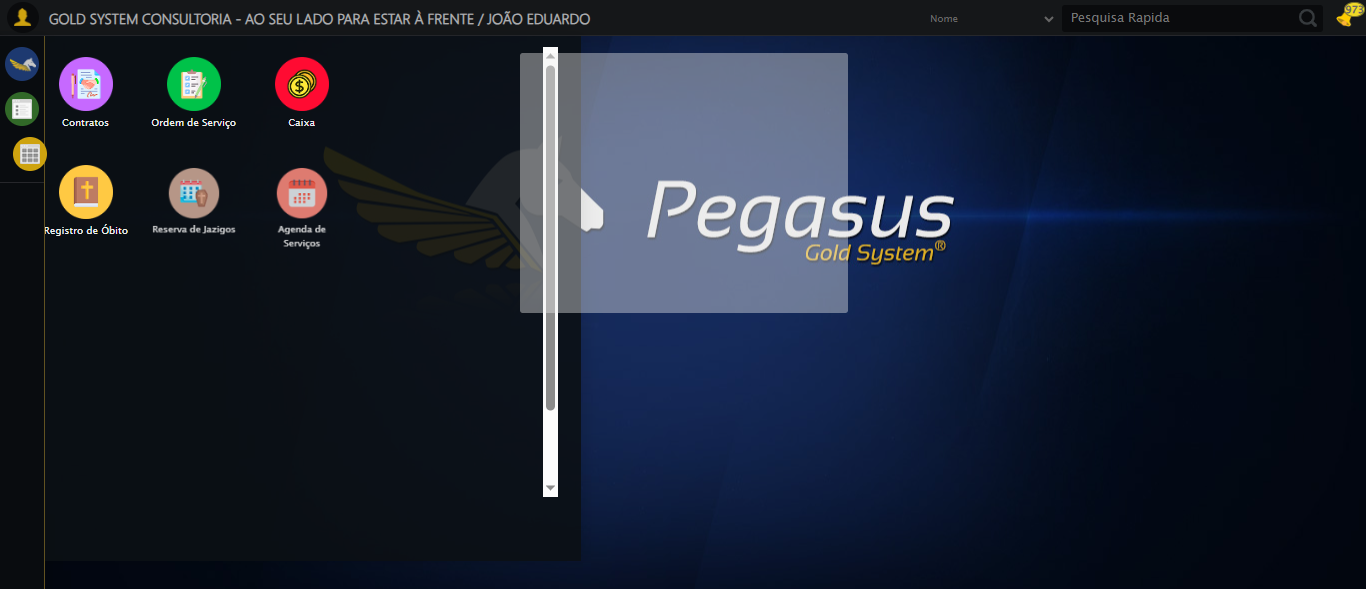 GOLD SYSTEM CONSULTORIA - AO SEU LADO PARA ESTAR À FRENTE / JOÃO EDUARDO
Nome
Pesquisa Rapida
973
Contratos
Ordem de Serviço
Caixa
Registro de Óbito
Reserva de Jazigos
Agenda de
Serviços
Pegasus
Gold System®